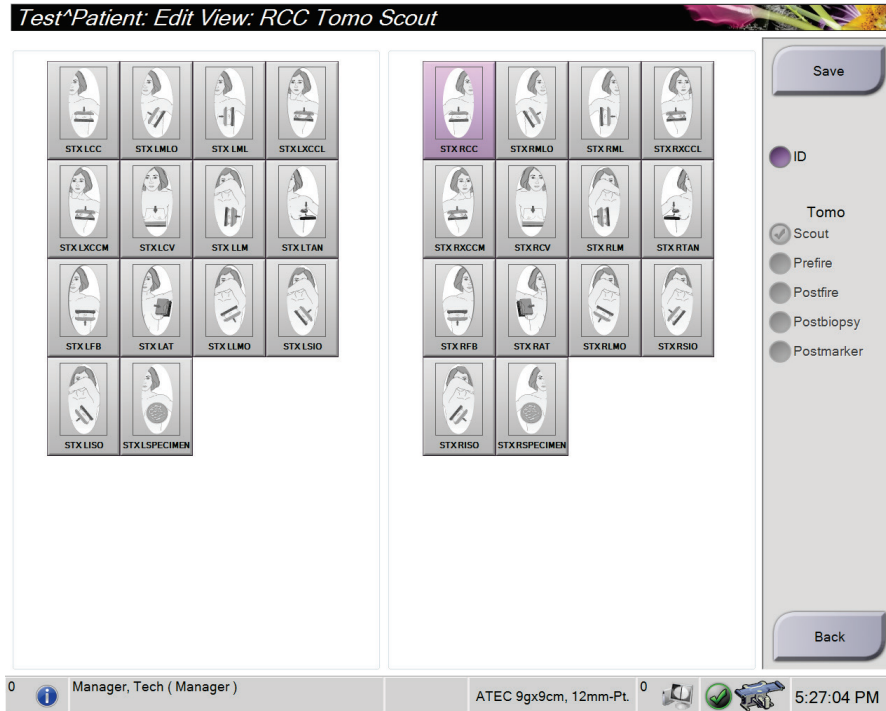 Test^Patient: Edit View: RCC Tomo Scout
STX LCC STX LMLO STX LML STX LXCCL
STX LXCCM STX LCV STX LLM STX LTAN
STX LFB STX LAT STX LLMO STX LSIO
STX LISO STX LSPECIMEN
STX RCC STX RMLO STX RML STX RXCCL
STX RXCCM STX RCV STX RLM STX RTAN
STX RFB STX RAT STX RLMO STX RSIO
STX RISO STX RSPECIMEN
Save
ID
Tomo
Scout
Prefire
Postfire
Postbiopsy
Postmarker
Back
0 Manager, Tech ( Manager ) ATEC 9gx9cm, 12mm-Pt. 0 5:27:04 PM